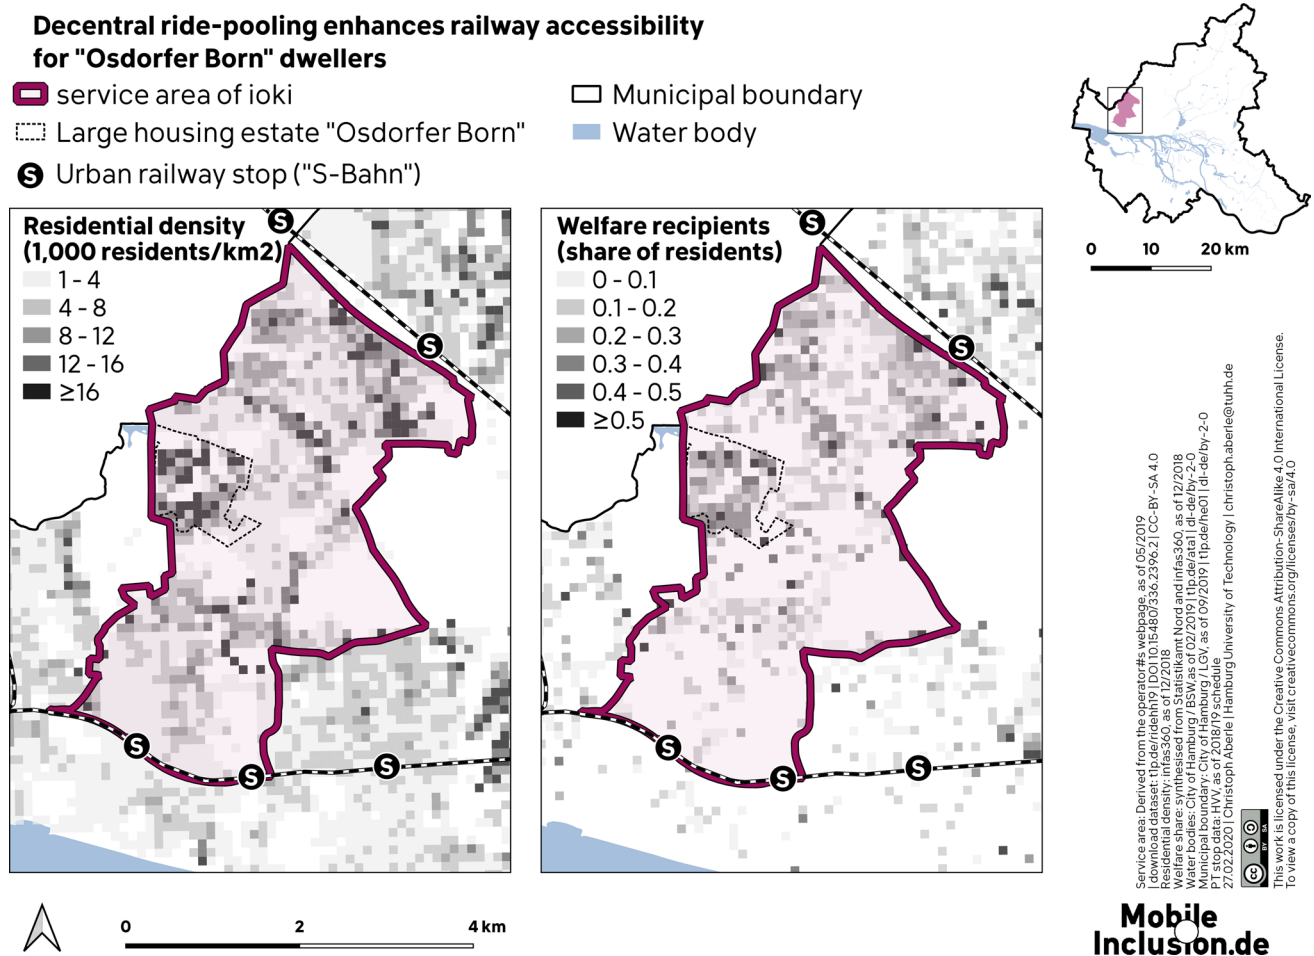 Decentral ride-pooling enhances railway accessibility
for "Osdorfer Born" dwellers
service area of ioki
Municipal boundary
Large housing estate "Osdorfer Born"
Water body
S Urban railway stop ("S-Bahn")
0 10 20 km
Residential density
(1,000 residents/km2)
1 - 4
4 - 8
8 - 12
12 - 16
≥16
S
S
S
S
S
Welfare recipients
(share of residents)
0 - 0.1
0.1 - 0.2
0.2 - 0.3
0.3 - 0.4
0.4 - 0.5
≥0.5
S
S
S
S
S
0 2 4 km
Service area: Derived from the operator#s webpage, as of 05/2019
| download dataset: t1p.de/ridehh19 | DOI 10.15480/336.2396.2 | CC-BY-SA 4.0
Residential density: infas360, as of 12/2018
Welfare share: synthesised from Statistikamt Nord and infas360, as of 12/2018
Water bodies: City of Hamburg / BSW, as of 02/2019 | t1p.de/ata1 | dl-de/by-2-0
Municipal boundary: City of Hamburg / LGV, as of 09/2019 | t1p.de/he0l | dl-de/by-2-0
PT stop data: HVV, as of 2018/19 schedule
27.02.2020 | Christoph Aberle | Hamburg University of Technology | christoph.aberle@tuhh.de
cc BY SA
This work is licensed under the Creative Commons Attribution-ShareAlike 4.0 International License.
To view a copy of this license, visit creativecommons.org/licenses/by-sa/4.0
Mobile
Inclusion.de